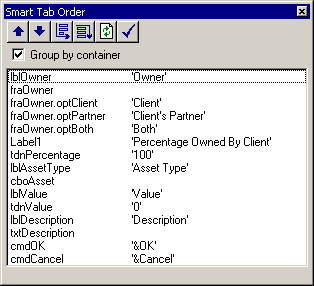 Smart Tab Order
Group by container
lblOwner 'Owner'
fraOwner
fraOwner.optClient 'Client'
fraOwner.optPartner 'Client's Partner'
fraOwner.optBoth 'Both'
Label1 'Percentage Owned By Client'
tdnPercentage '100'
lblAssetType 'Asset Type'
cboAsset
lblValue 'Value'
tdnValue '0'
lblDescription 'Description'
txtDescription
cmdOK '&OK'
cmdCancel '&Cancel'